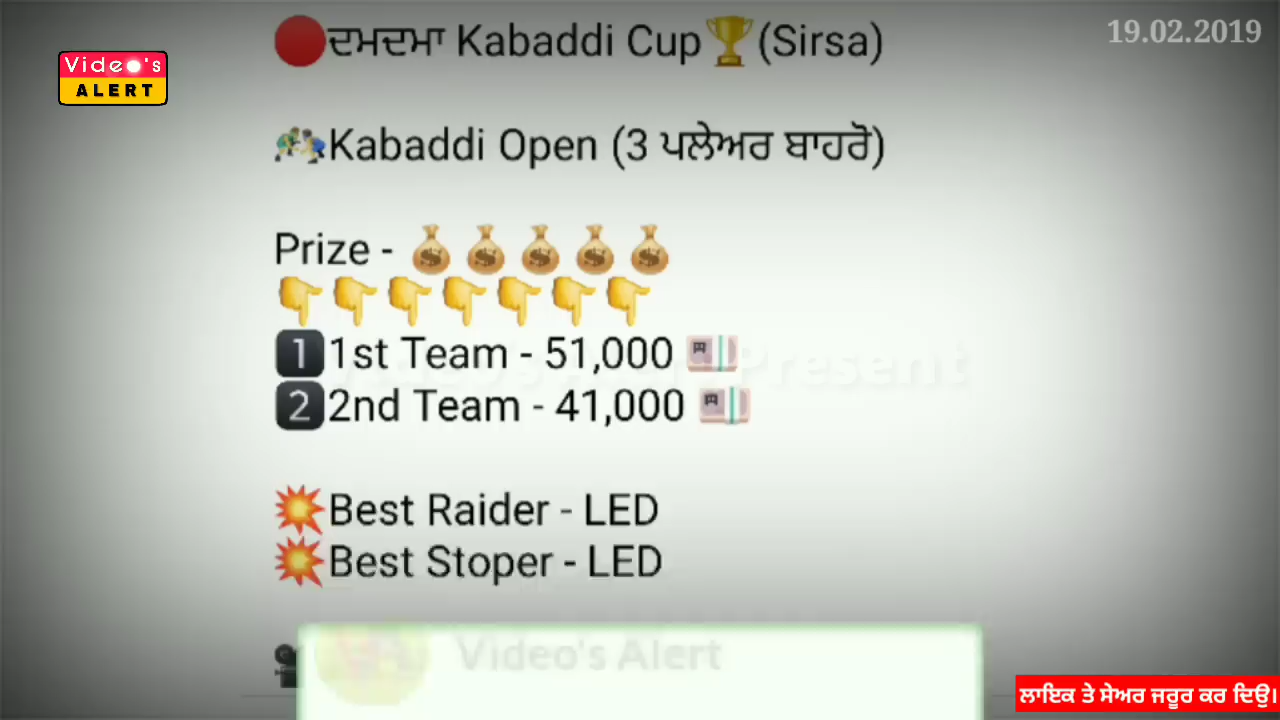 🔴ਦਮਦਮਾ Kabaddi Cup🏆(Sirsa)
19.02.2019
Video's
ALERT
🤼Kabaddi Open (3 ਪਲੇਅਰ ਬਾਹਰੋ)
Prize - 💰💰💰💰💰
👇👇👇👇👇👇👇
1️⃣1st Team - 51,000 💴
2️⃣2nd Team - 41,000 💴
Present
💥Best Raider - LED
💥Best Stoper - LED
Video's Alert
ਲਾਇਕ ਤੇ ਸੇਅਰ ਜਰੂਰ ਕਰ ਦਿਉ।